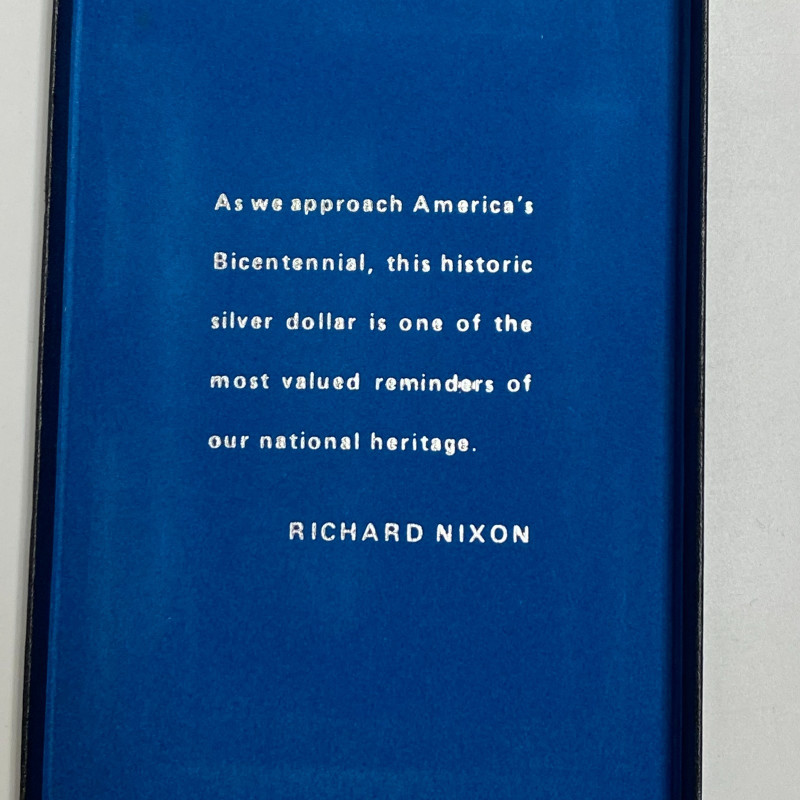 As we approach America's
Bicentennial, this historic
silver dollar is one of the
most valued reminders of
our national heritage.
RICHARD NIXON